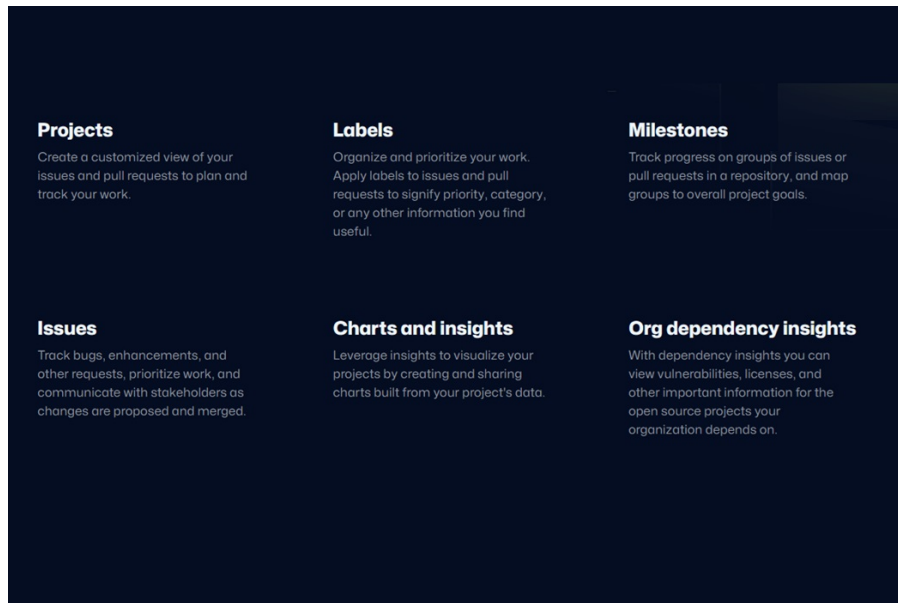 Projects
Create a customized view of your
issues and pull requests to plan and
track your work.
Labels
Organize and prioritize your work.
Apply labels to issues and pull
requests to signify priority, category,
or any other information you find
useful.
Milestones
Track progress on groups of issues or
pull requests in a repository, and map
groups to overall project goals.
Issues
Track bugs, enhancements, and
other requests, prioritize work, and
communicate with stakeholders as
changes are proposed and merged.
Charts and insights
Leverage insights to visualize your
projects by creating and sharing
charts built from your project's data.
Org dependency insights
With dependency insights you can
view vulnerabilities, licenses, and
other important information for the
open source projects your
organization depends on.